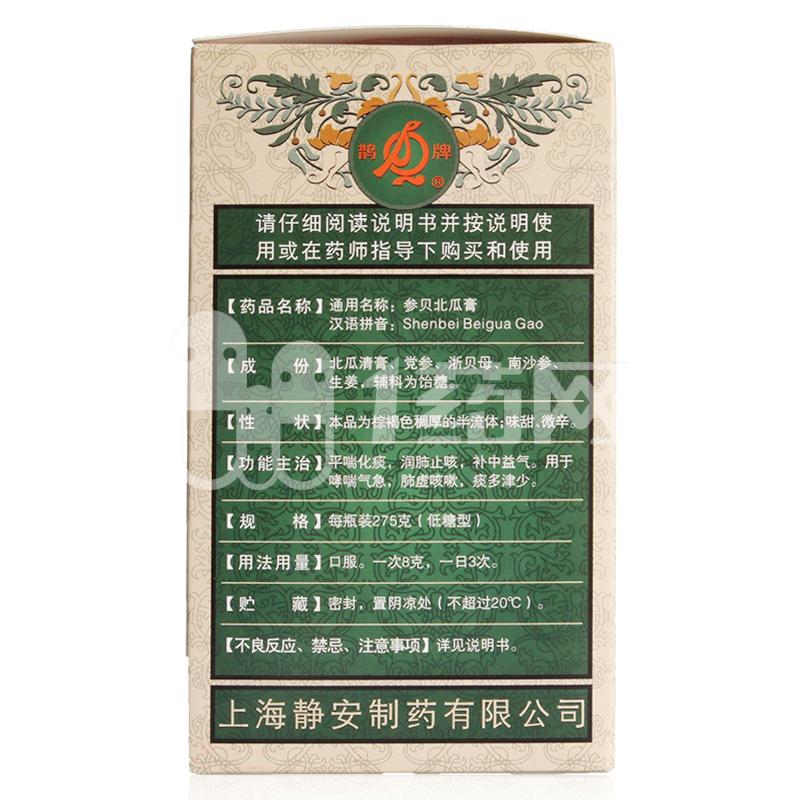 鹊牌®
请仔细阅读说明书并按说明使
用或在药师指导下购买和使用
【药品名称】通用名称：参贝北瓜膏
汉语拼音：Shenbei Beigua Gao
【成 份】北瓜清膏、党参、浙贝母、南沙参、
生姜，辅料为饴糖。
【性 状】本品为棕褐色稠厚的半流体；味甜、微辛。
【功能主治】平喘化痰，润肺止咳，补中益气。用于
哮喘气急，肺虚咳嗽，痰多津少。
【规 格】每瓶装275克（低糖型）
【用法用量】口服。一次8克，一日3次。
【贮 藏】密封，置阴凉处（不超过20℃）。
【不良反应、禁忌、注意事项】详见说明书。
上海静安制药有限公司
1药网